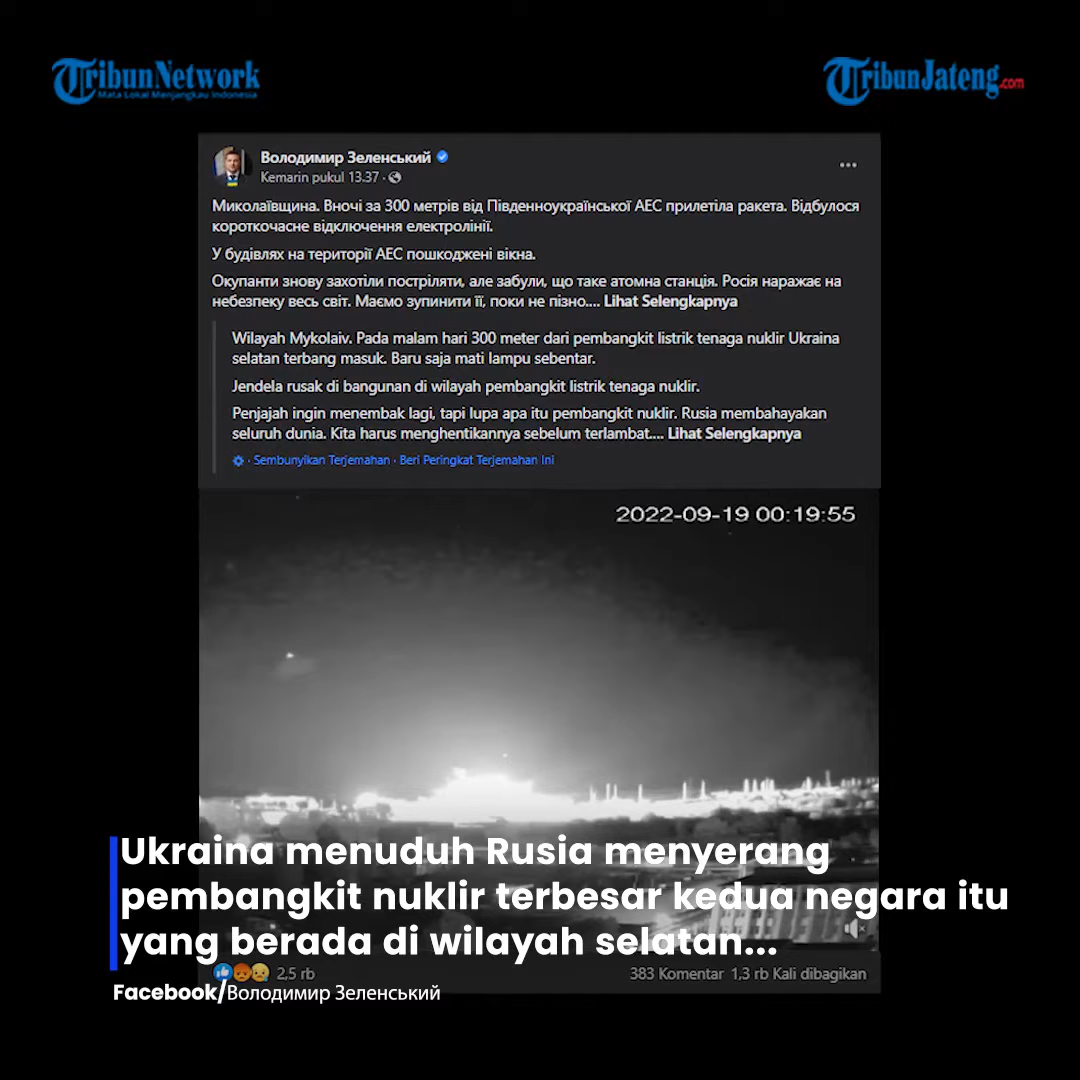 TribunNetwork
Mata Lokal Menjangkau Indonesia
TribunJateng.com
Володимир Зеленський
Kemarin pukul 13.37 ·
Миколаївщина. Вночі за 300 метрів від Південноукраїнської АЕС прилетіла ракета. Відбулося
короткочасне відключення електролінії.
У будівлях на території АЕС пошкоджені вікна.
Окупанти знову захотіли постріляти, але забули, що таке атомна станція. Росія наражає на
небезпеку весь світ. Маємо зупинити її, поки не пізно.... Lihat Selengkapnya
Wilayah Mykolaiv. Pada malam hari 300 meter dari pembangkit listrik tenaga nuklir Ukraina
selatan terbang masuk. Baru saja mati lampu sebentar.
Jendela rusak di bangunan di wilayah pembangkit listrik tenaga nuklir.
Penjajah ingin menembak lagi, tapi lupa apa itu pembangkit nuklir. Rusia membahayakan
seluruh dunia. Kita harus menghentikannya sebelum terlambat.... Lihat Selengkapnya
· Sembunyikan Terjemahan · Beri Peringkat Terjemahan Ini
2022-09-19 00:19:55
Ukraina menuduh Rusia menyerang
pembangkit nuklir terbesar kedua negara itu
yang berada di wilayah selatan...
2,5 rb
383 Komentar 1,3 rb Kali dibagikan
Facebook/Володимир Зеленський